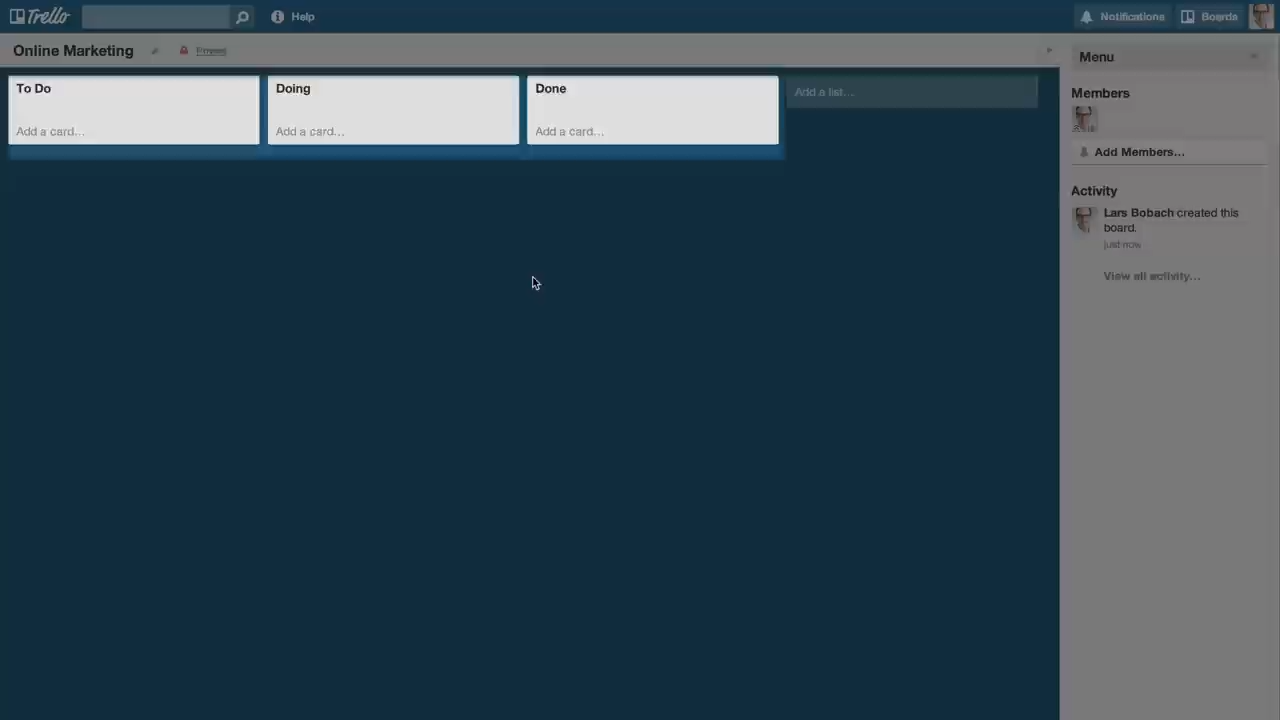 Trello
Help
Notifications
Boards
Online Marketing
Private
Menu
To Do
Add a card...
Doing
Add a card...
Done
Add a card...
Add a list...
Members
Add Members...
Activity
Lars Bobach created this
board.
just now
View all activity...